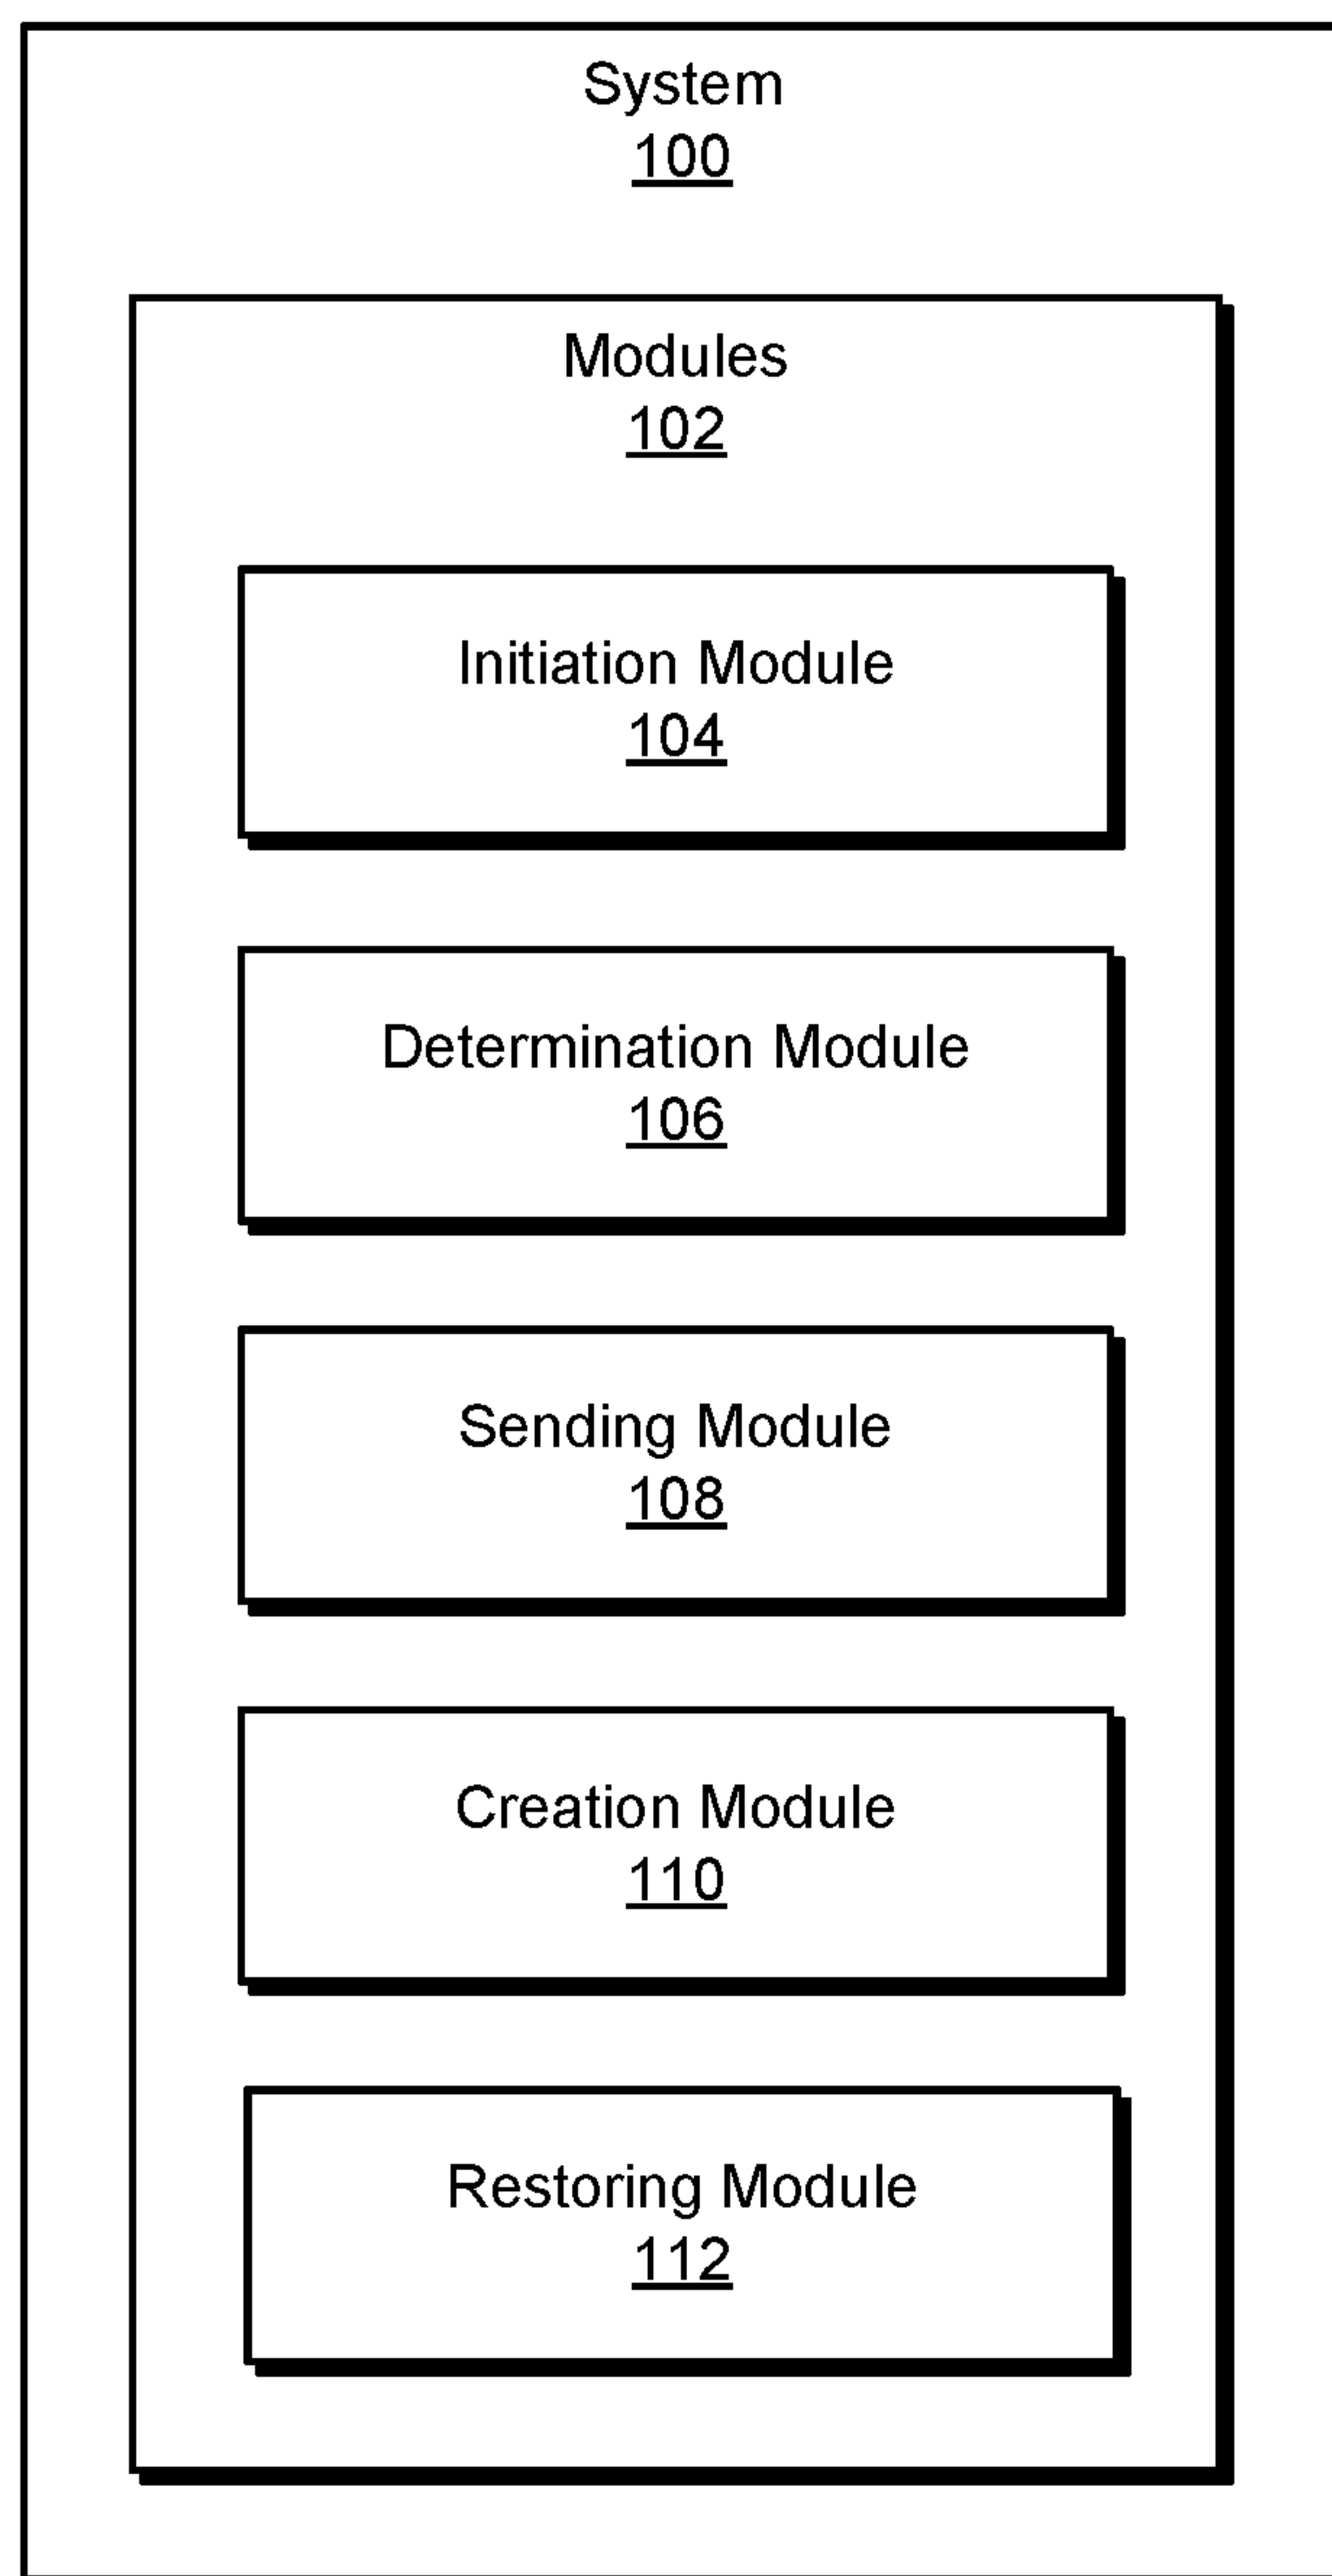 System
100
Modules
102
Initiation Module
104
Determination Module
106
Sending Module
108
Creation Module
110
Restoring Module
112